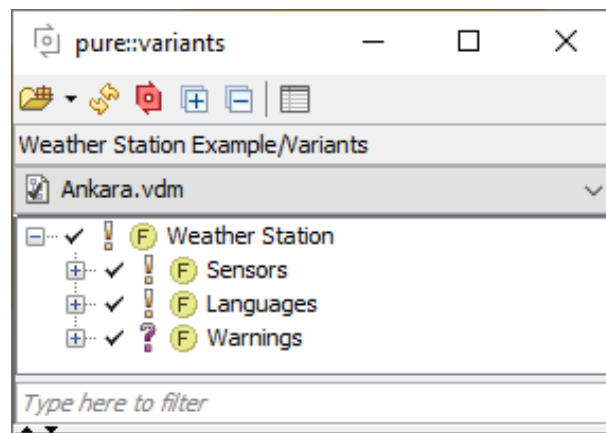 pure::variants
Weather Station Example/Variants
Ankara.vdm
! F Weather Station
! F Sensors
! F Languages
? F Warnings
Type here to filter